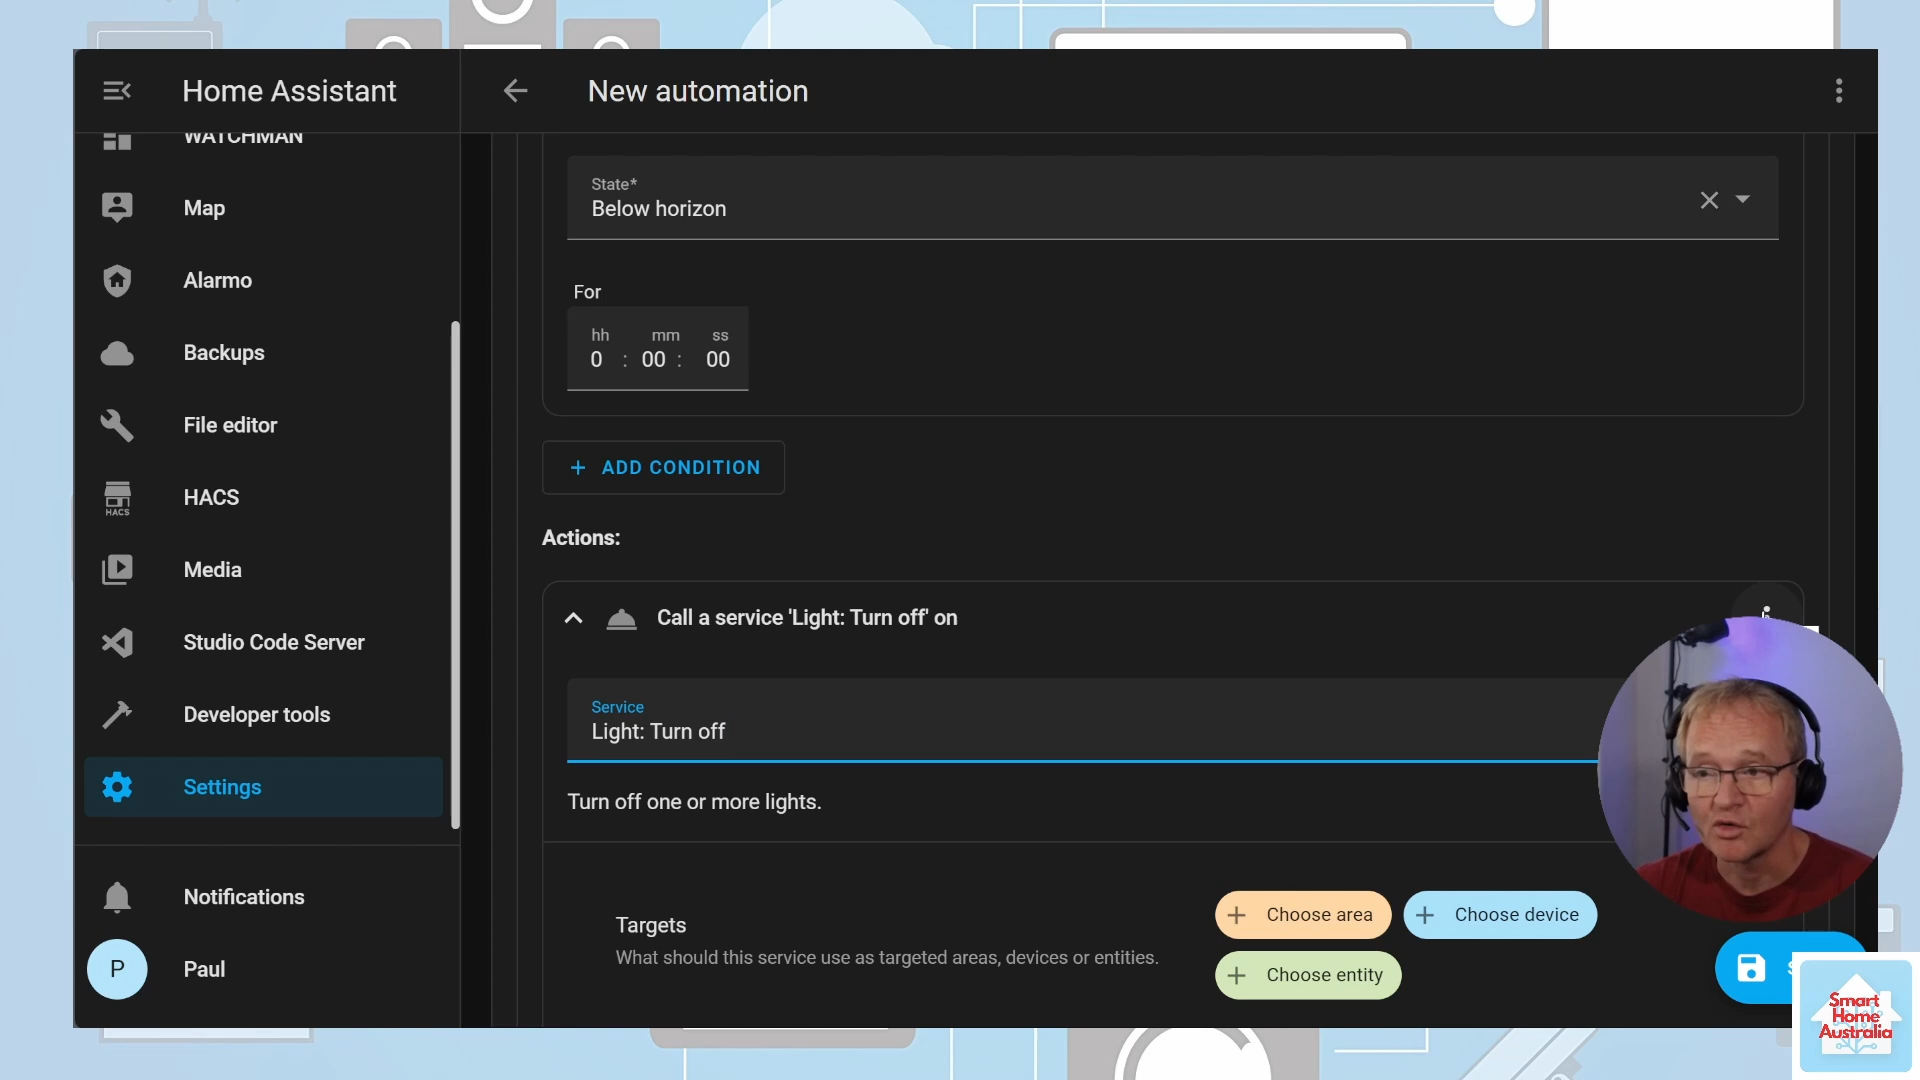 Home Assistant
New automation
WATCHMAN
Map
Alarmo
Backups
File editor
HACS
HACS
Media
Studio Code Server
Developer tools
Settings
Notifications
P
Paul
State*
Below horizon
For
hh mm ss
0 : 00 : 00
+ ADD CONDITION
Actions:
Call a service 'Light: Turn off' on
Service
Light: Turn off
Turn off one or more lights.
Targets
What should this service use as targeted areas, devices or entities.
+ Choose area
+ Choose device
+ Choose entity
Smart
Home
Australia